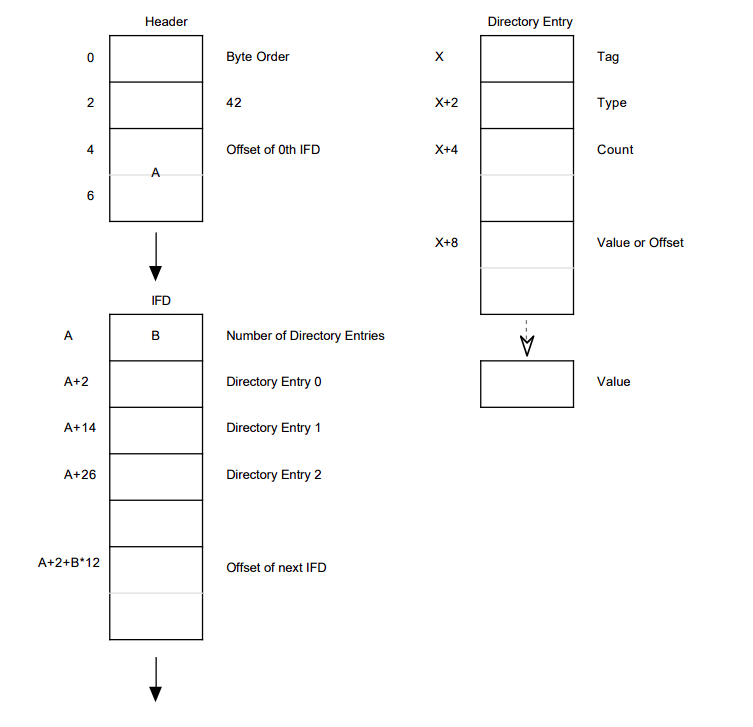 Header
0 Byte Order
2 42
4 Offset of 0th IFD
A
6
IFD
A B Number of Directory Entries
A+2 Directory Entry 0
A+14 Directory Entry 1
A+26 Directory Entry 2
A+2+B*12 Offset of next IFD
Directory Entry
X Tag
X+2 Type
X+4 Count
X+8 Value or Offset
Value